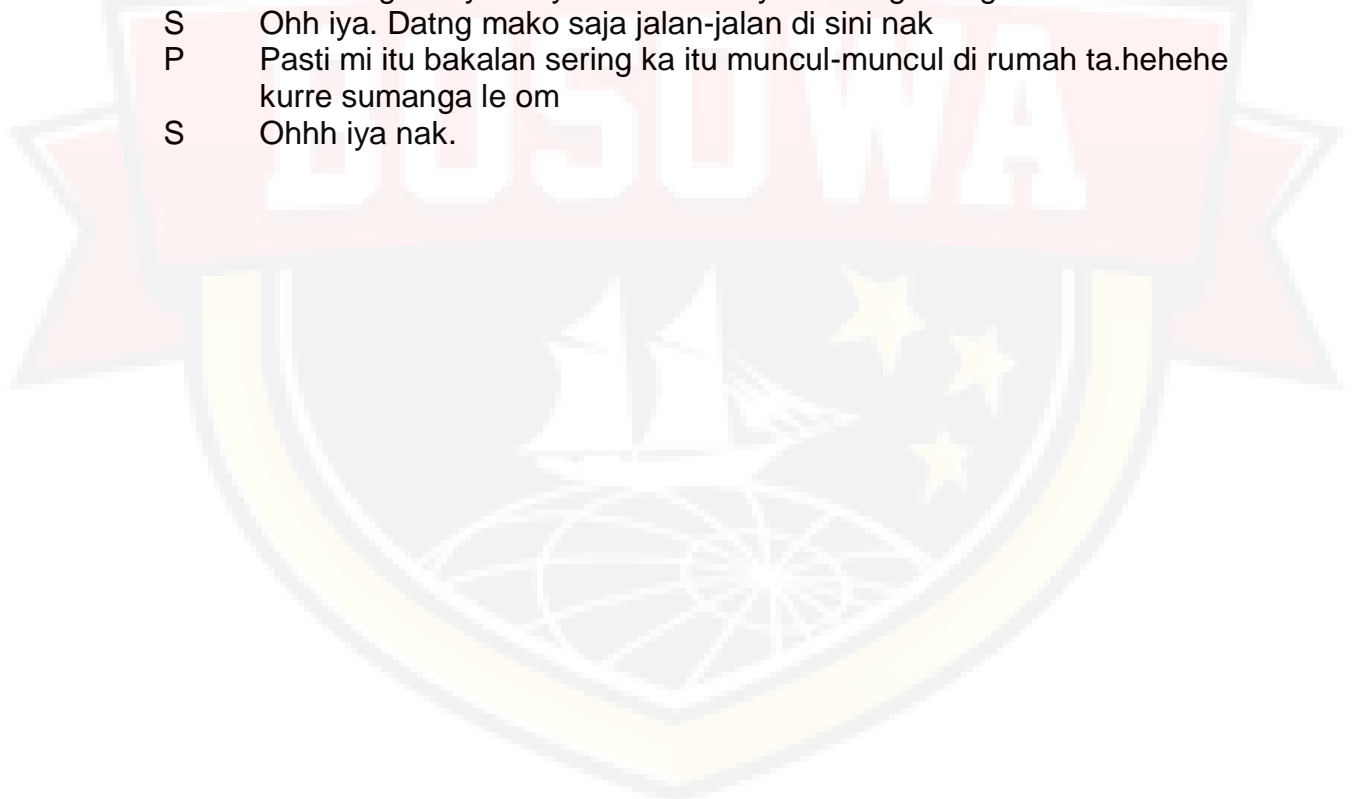 S Ohh iya. Datng mako saja jalan-jalan di sini nak
P Pasti mi itu bakalan sering ka itu muncul-muncul di rumah ta.hehehe
kurre sumanga le om
S Ohhh iya nak.
BOSOWA